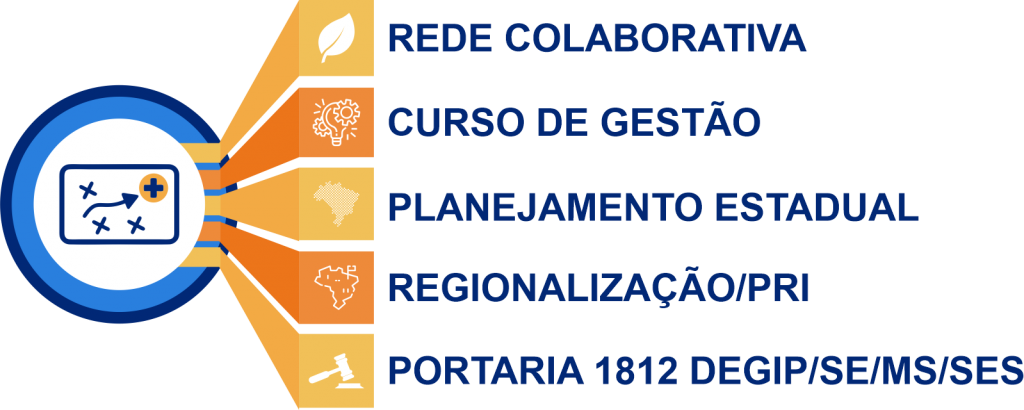 REDE COLABORATIVA
CURSO DE GESTÃO
PLANEJAMENTO ESTADUAL
REGIONALIZAÇÃO/PRI
PORTARIA 1812 DEGIP/SE/MS/SES